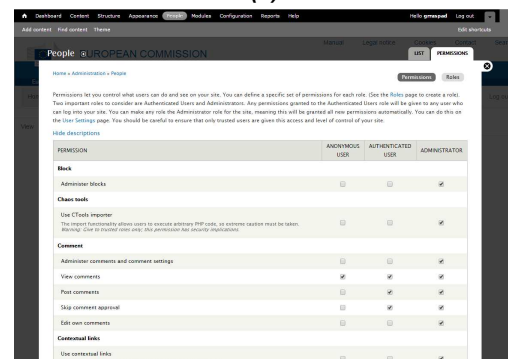 Dashboard Content Structure Appearance People Modules Configuration Reports Help Hello grmaspad Log out
Add content Find content Theme Edit shortcuts
Manual Legal notice Cookies Contact
People EUROPEAN COMMISSION LIST PERMISSIONS
Home » Administration » People
Permissions Roles
Permissions let you control what users can do and see on your site. You can define a specific set of permissions for each role. (See the Roles page to create a role).
Two important roles to consider are Authenticated Users and Administrators. Any permissions granted to the Authenticated Users role will be given to any user who
can log into your site. You can make any role the Administrator role for the site, meaning this will be granted all new permissions automatically. You can do this on
the User Settings page. You should be careful to ensure that only trusted users are given this access and level of control of your site.
Hide descriptions
PERMISSION ANONYMOUS USER AUTHENTICATED USER ADMINISTRATOR
Block
Administer blocks
Chaos tools
Use CTools importer
The import functionality allows users to execute arbitrary PHP code, so extreme caution must be taken.
Warning: Give to trusted roles only; this permission has security implications.
Comment
Administer comments and comment settings
View comments
Post comments
Skip comment approval
Edit own comments
Contextual links
Use contextual links